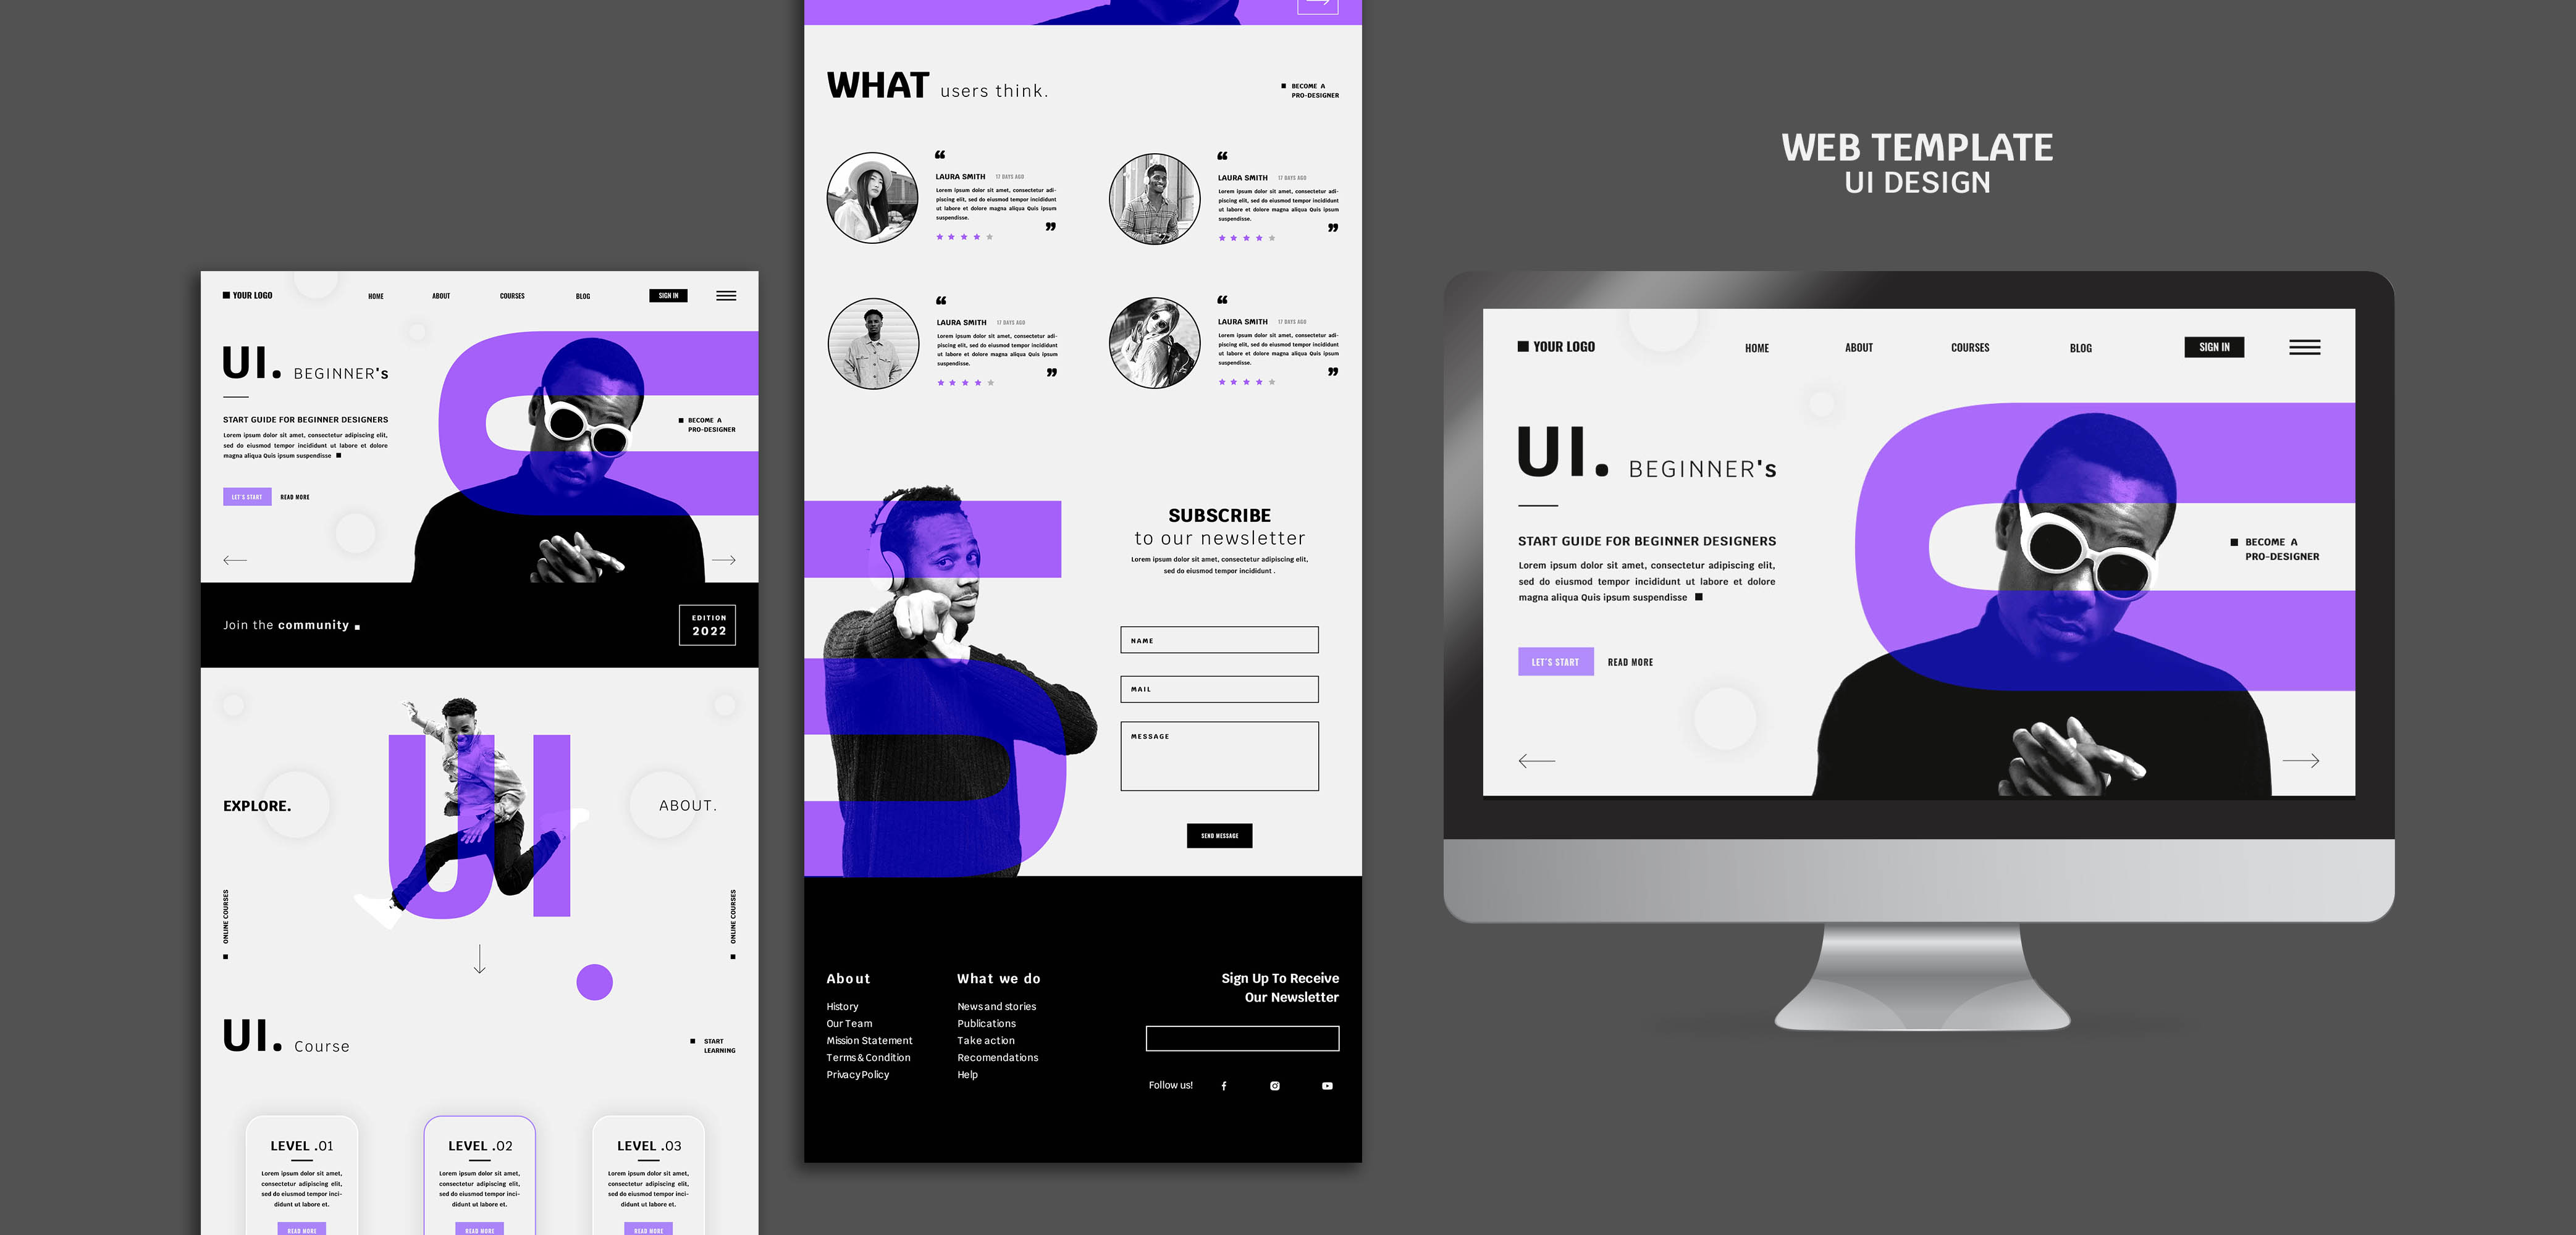 YOUR LOGO
HOME
ABOUT
COURSES
BLOG
SIGN IN
UI. BEGINNER's
START GUIDE FOR BEGINNER DESIGNERS
Lorem ipsum dolor sit amet, consectetur adipiscing elit,
sed do eiusmod tempor incididunt ut labore et dolore
magna aliqua Quis ipsum suspendisse
BECOME A
PRO-DESIGNER
LET'S START
READ MORE
Join the community
EDITION
2022
EXPLORE.
UI
ABOUT.
ONLINE COURSES
ONLINE COURSES
UI. Course
START
LEARNING
LEVEL .01
Lorem ipsum dolor sit amet,
consectetur adipiscing elit,
sed do eiusmod tempor inci-
didunt ut labore et.
READ MORE
LEVEL .02
Lorem ipsum dolor sit amet,
consectetur adipiscing elit,
sed do eiusmod tempor inci-
didunt ut labore et.
READ MORE
LEVEL .03
Lorem ipsum dolor sit amet,
consectetur adipiscing elit,
sed do eiusmod tempor inci-
didunt ut labore et.
READ MORE
WHAT users think.
BECOME A
PRO-DESIGNER
“
LAURA SMITH 17 DAYS AGO
Lorem ipsum dolor sit amet, consectetur adi-
piscing elit, sed do eiusmod tempor incididunt
ut labore et dolore magna aliqua Quis ipsum
suspendisse.
”
“
LAURA SMITH 17 DAYS AGO
Lorem ipsum dolor sit amet, consectetur adi-
piscing elit, sed do eiusmod tempor incididunt
ut labore et dolore magna aliqua Quis ipsum
suspendisse.
”
“
LAURA SMITH 17 DAYS AGO
Lorem ipsum dolor sit amet, consectetur adi-
piscing elit, sed do eiusmod tempor incididunt
ut labore et dolore magna aliqua Quis ipsum
suspendisse.
”
“
LAURA SMITH 17 DAYS AGO
Lorem ipsum dolor sit amet, consectetur adi-
piscing elit, sed do eiusmod tempor incididunt
ut labore et dolore magna aliqua Quis ipsum
suspendisse.
”
SUBSCRIBE
to our newsletter
Lorem ipsum dolor sit amet, consectetur adipiscing elit,
sed do eiusmod tempor incididunt .
NAME
MAIL
MESSAGE
SEND MESSAGE
About
History
Our Team
Mission Statement
Terms & Condition
Privacy Policy
What we do
News and stories
Publications
Take action
Recomendations
Help
Sign Up To Receive
Our Newsletter
Follow us!
WEB TEMPLATE
UI DESIGN
YOUR LOGO
HOME
ABOUT
COURSES
BLOG
SIGN IN
UI. BEGINNER's
START GUIDE FOR BEGINNER DESIGNERS
Lorem ipsum dolor sit amet, consectetur adipiscing elit,
sed do eiusmod tempor incididunt ut labore et dolore
magna aliqua Quis ipsum suspendisse
BECOME A
PRO-DESIGNER
LET'S START
READ MORE